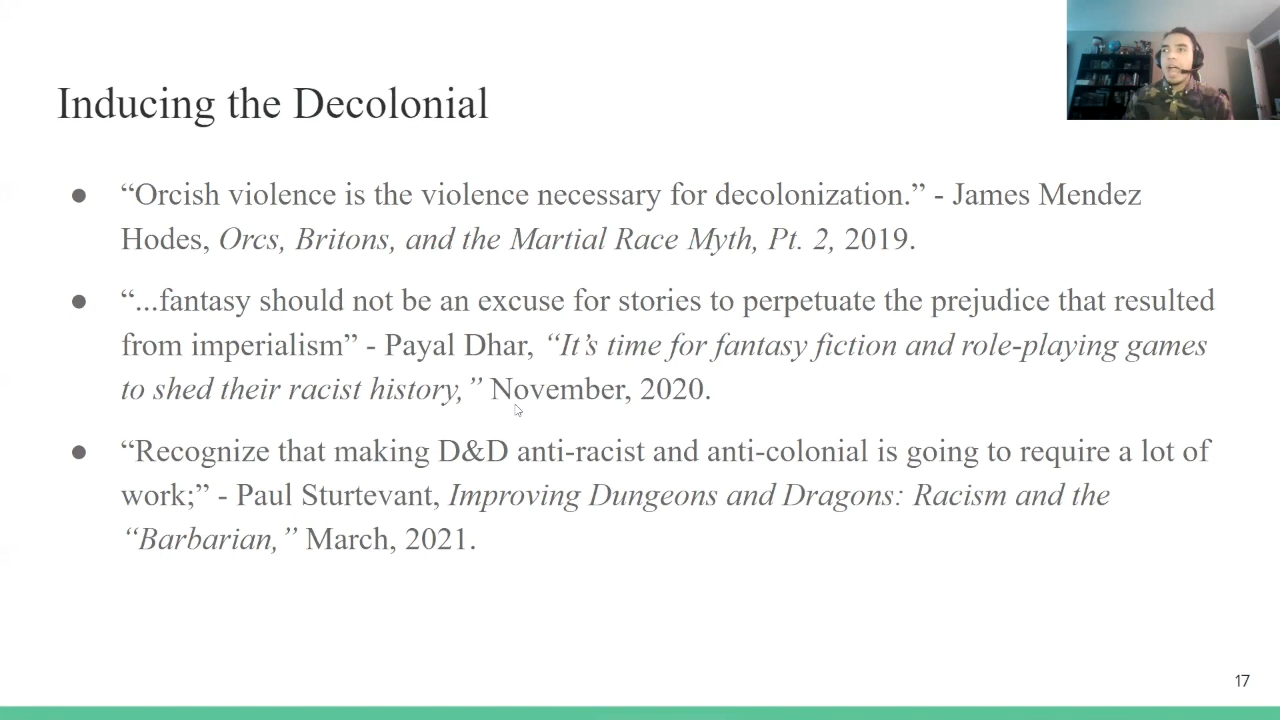 Inducing the Decolonial
● “Orcish violence is the violence necessary for decolonization.” - James Mendez
Hodes, Orcs, Britons, and the Martial Race Myth, Pt. 2, 2019.
● “...fantasy should not be an excuse for stories to perpetuate the prejudice that resulted
from imperialism” - Payal Dhar, “It’s time for fantasy fiction and role-playing games
to shed their racist history,” November, 2020.
● “Recognize that making D&D anti-racist and anti-colonial is going to require a lot of
work;” - Paul Sturtevant, Improving Dungeons and Dragons: Racism and the
“Barbarian,” March, 2021.
17